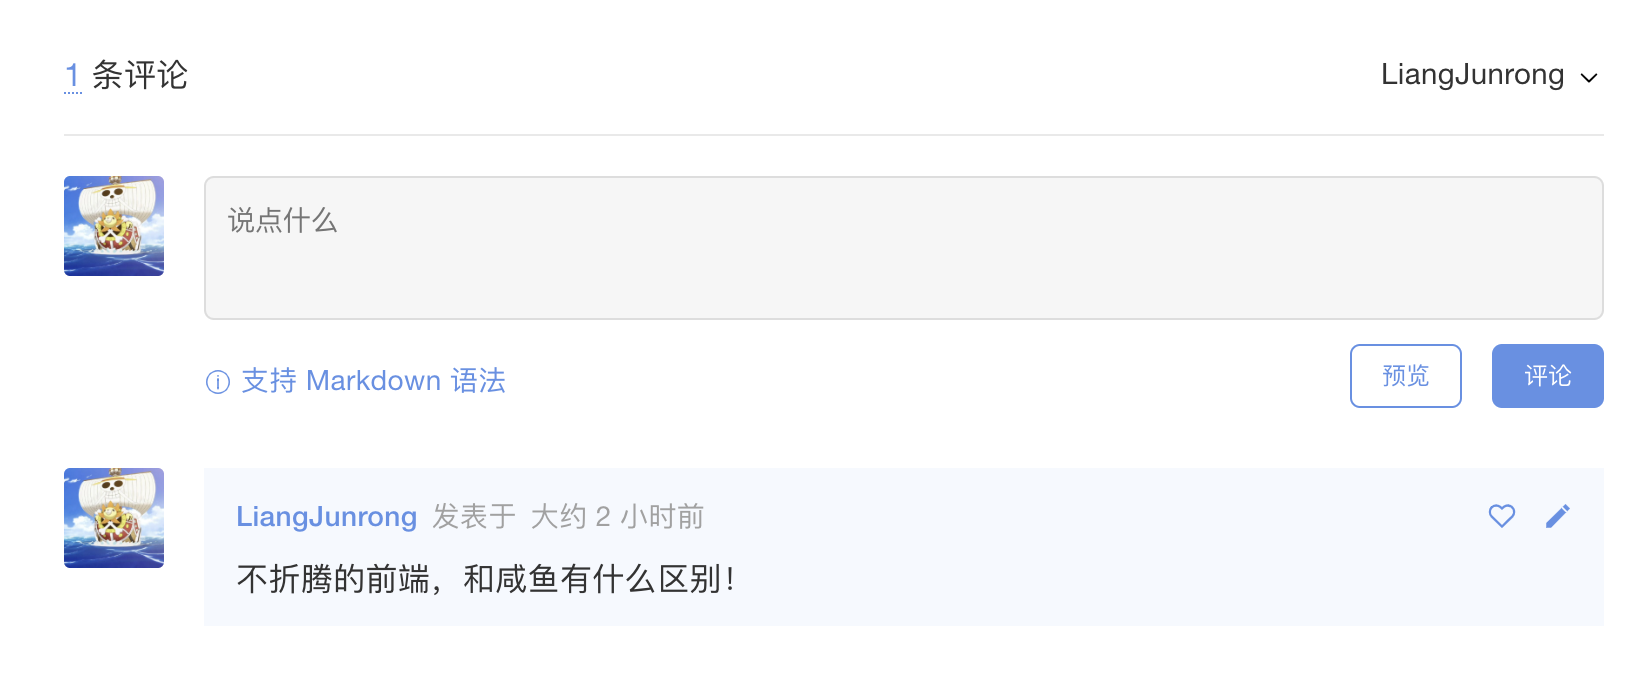 1 条评论
LiangJunrong
说点什么
支持 Markdown 语法
预览
评论
LiangJunrong 发表于 大约 2 小时前
不折腾的前端，和咸鱼有什么区别！